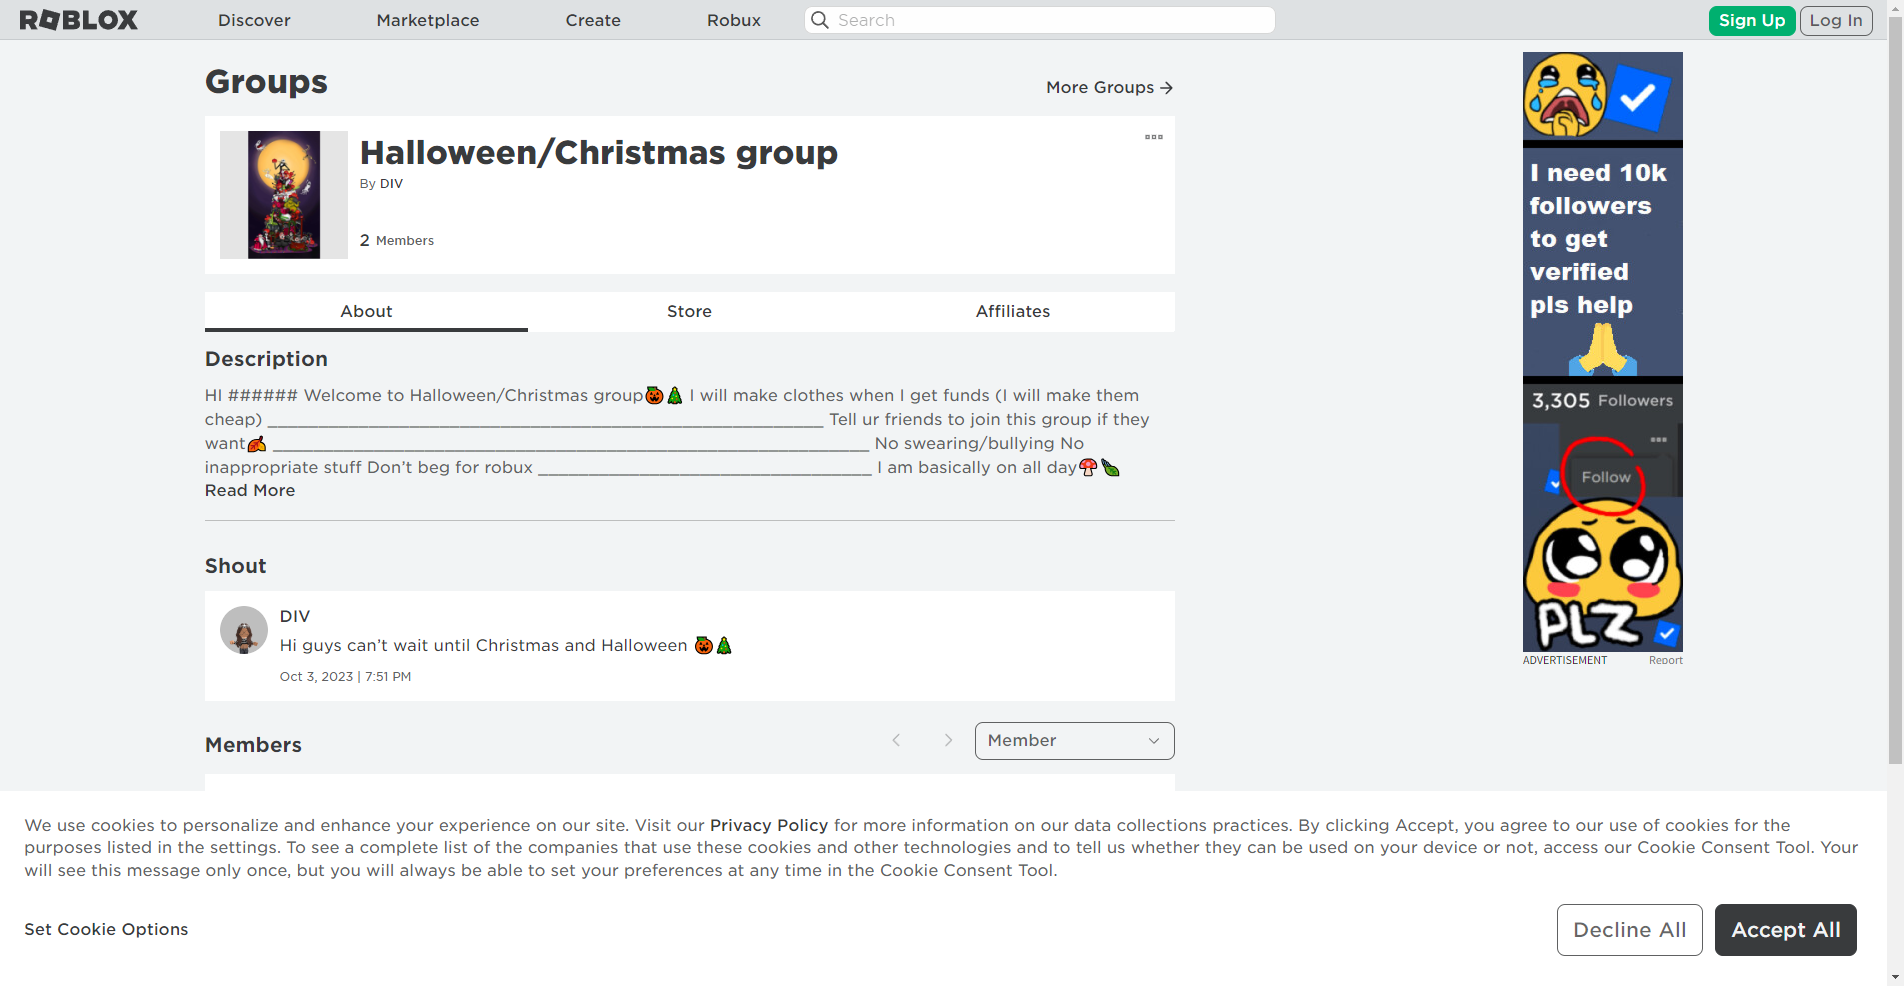 ROBLOX Discover Marketplace Create Robux Search Sign Up Log In
Groups
More Groups →
Halloween/Christmas group
By DIV
2 Members
About Store Affiliates
Description
HI ###### Welcome to Halloween/Christmas group🎃🎄 I will make clothes when I get funds (I will make them
cheap) ____________________________________________________ Tell ur friends to join this group if they
want🍂 ________________________________________________________ No swearing/bullying No
inappropriate stuff Don’t beg for robux _______________________________ I am basically on all day🍄🍃
Read More
Shout
DIV
Hi guys can’t wait until Christmas and Halloween 🎃🎄
Oct 3, 2023 | 7:51 PM
Members
Member
I need 10k
followers
to get
verified
pls help
3,305 Followers
Follow
PLZ
ADVERTISEMENT Report
We use cookies to personalize and enhance your experience on our site. Visit our Privacy Policy for more information on our data collections practices. By clicking Accept, you agree to our use of cookies for the
purposes listed in the settings. To see a complete list of the companies that use these cookies and other technologies and to tell us whether they can be used on your device or not, access our Cookie Consent Tool. Your
will see this message only once, but you will always be able to set your preferences at any time in the Cookie Consent Tool.
Set Cookie Options
Decline All
Accept All